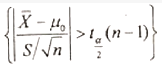 {|X̄ - μ₀ / S/√n| > t_{α/2}(n-1)}